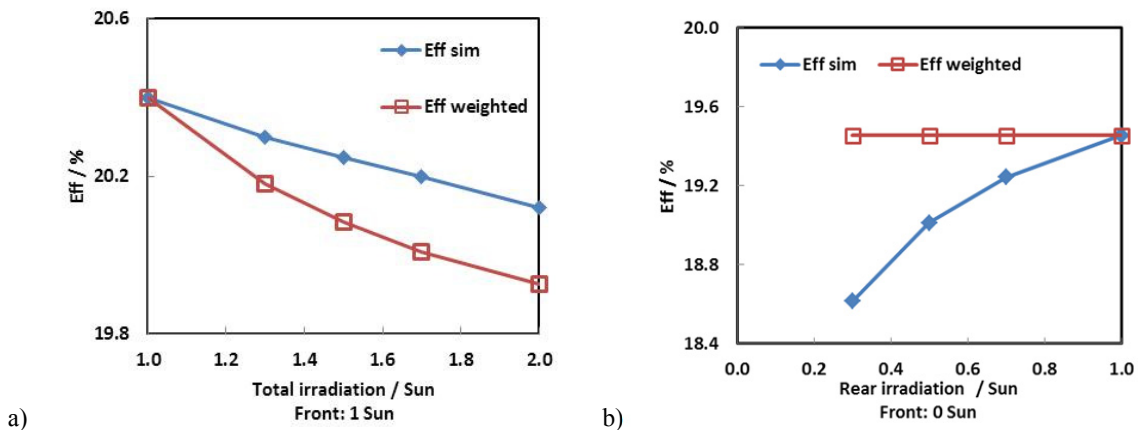 20.6
20.2
19.8
Eff / %
Eff sim
Eff weighted
1.0 1.2 1.4 1.6 1.8 2.0
Total irradiation / Sun
Front: 1 Sun
a)
20.0
19.6
19.2
18.8
18.4
Eff / %
Eff sim Eff weighted
0.0 0.2 0.4 0.6 0.8 1.0
Rear irradiation / Sun
Front: 0 Sun
b)